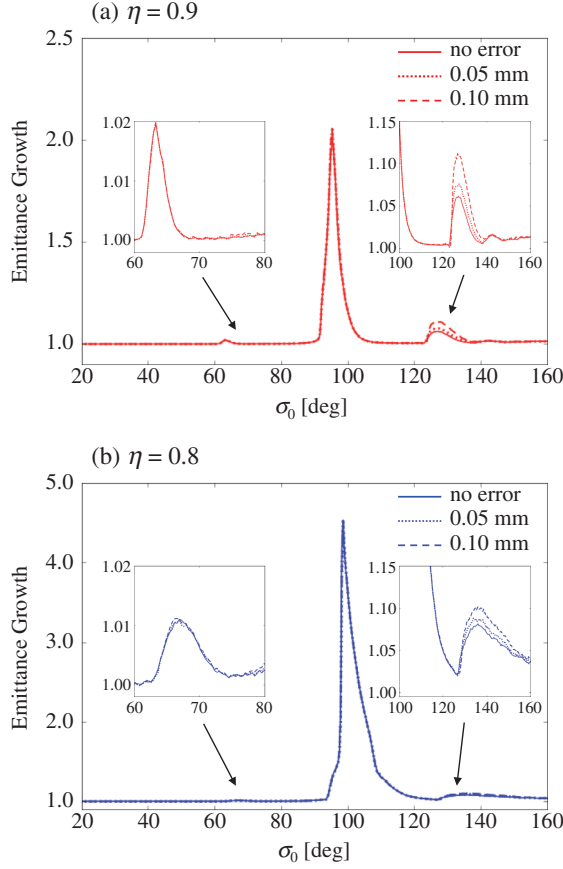 (a) η = 0.9
Emittance Growth
2.5
2.0
1.5
1.0
20 40 60 80 100 120 140 160
σ0 [deg]
no error
0.05 mm
0.10 mm
1.02
1.01
1.00
60 70 80
1.15
1.10
1.05
1.00
100 120 140 160
(b) η = 0.8
Emittance Growth
5.0
4.0
3.0
2.0
1.0
20 40 60 80 100 120 140 160
σ0 [deg]
no error
0.05 mm
0.10 mm
1.02
1.01
1.00
60 70 80
1.15
1.10
1.05
1.00
100 120 140 160